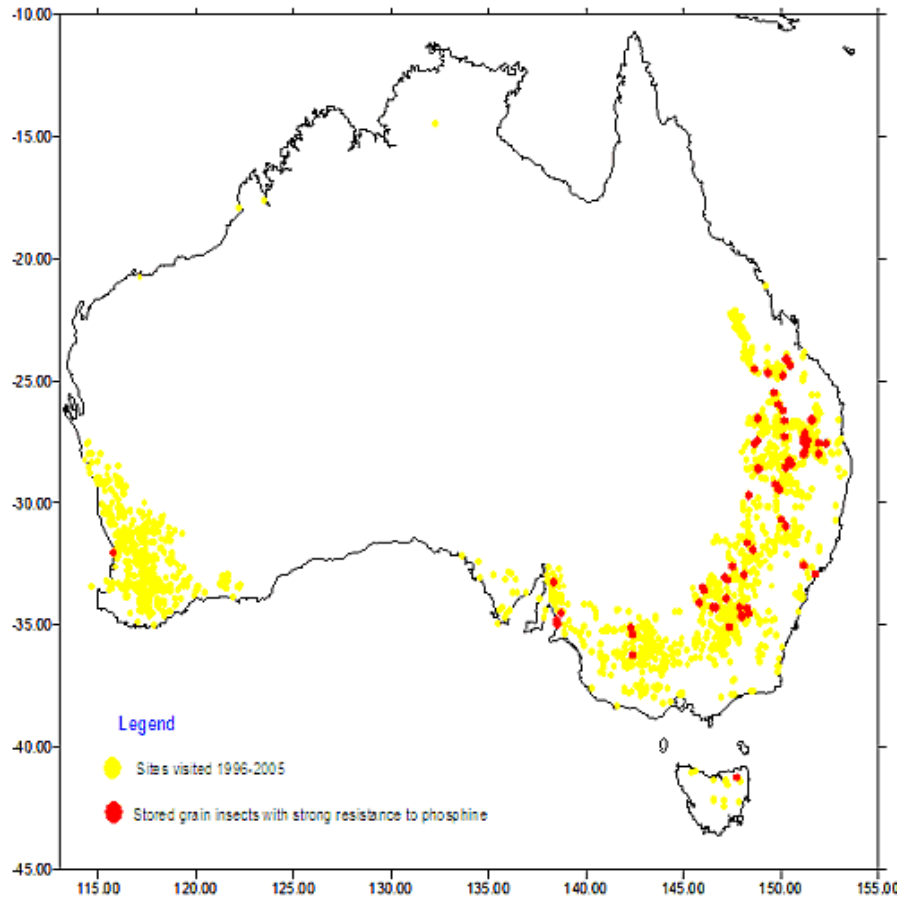 -10.00
-15.00
-20.00
-25.00
-30.00
-35.00
-40.00
-45.00
Legend
Sites visited 1996-2005
Stored grain insects with strong resistance to phosphine
115.00 120.00 125.00 130.00 135.00 140.00 145.00 150.00 155.00